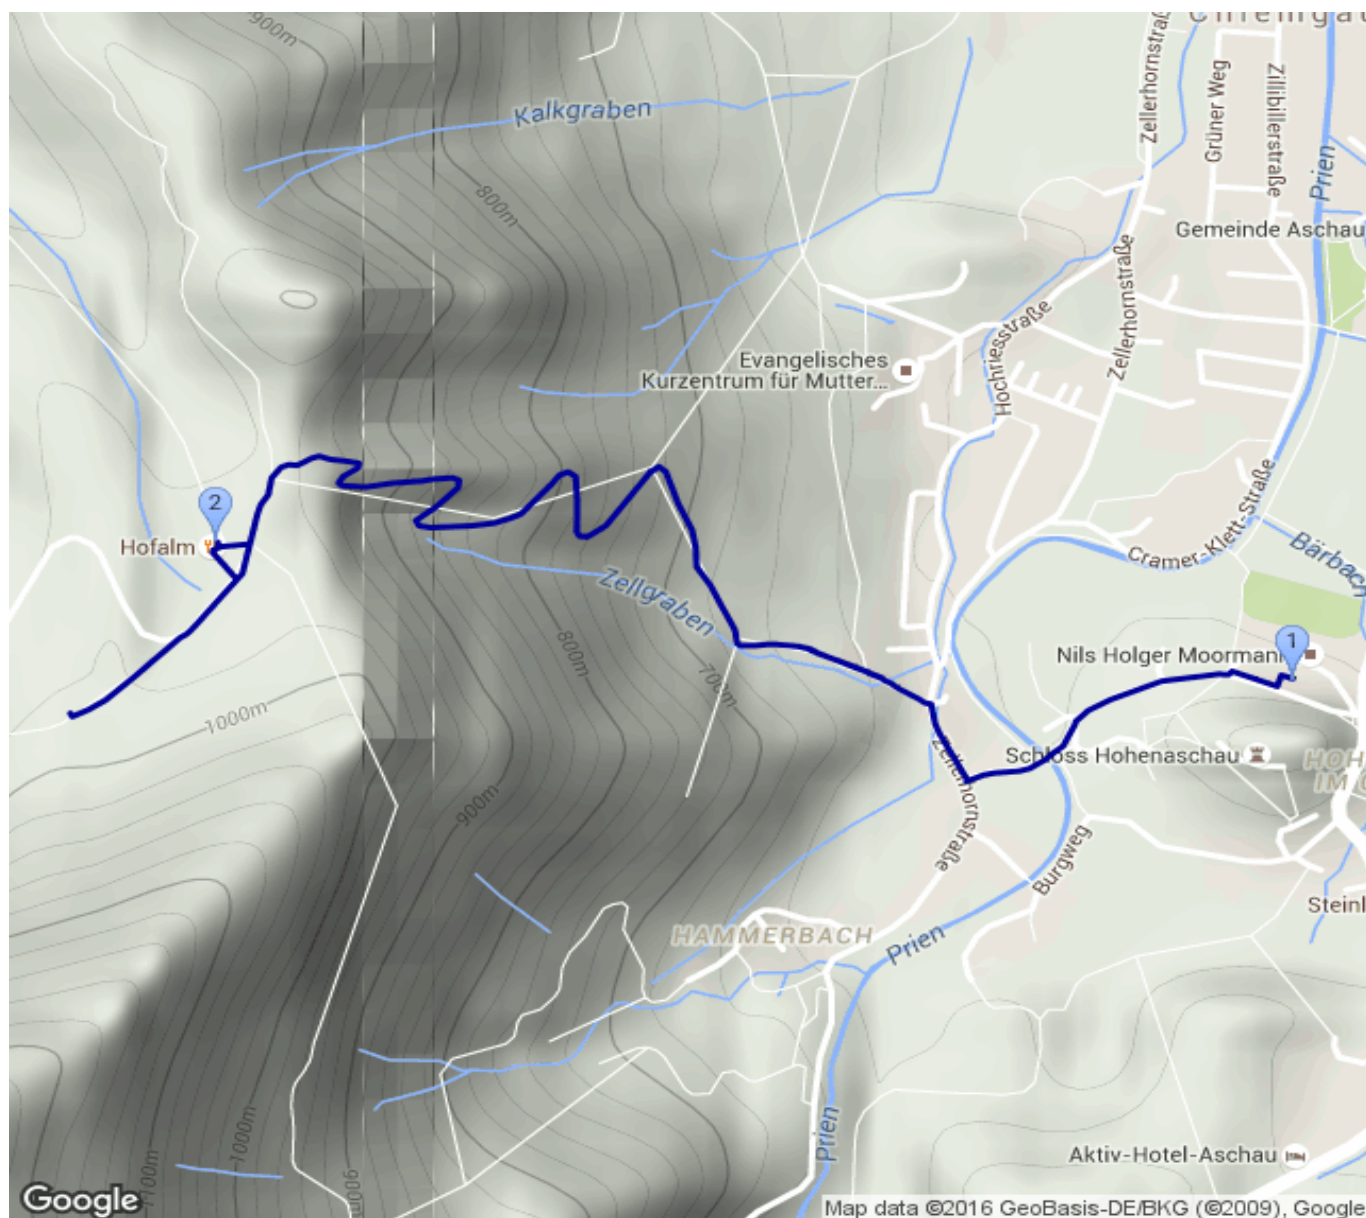 900m
Zellerhornstraße
Grüner Weg
Zillibillerstraße
Kalkgraben
Prien
800m
Gemeinde Aschau
Zellerhornstraße
Hochriesstraße
Evangelisches
Kurzentrum für Mutter...
Cramer-Klett-Straße
2
Hofalm
Bärbach
Zellgraben
1
Nils Holger Moormann
800m
700m
1000m
Zellerhornstraße
Schloss Hohenaschau
900m
Burgweg
Steinl
HAMMERBACH
Prien
1000m
1100m
900m
Prien
Aktiv-Hotel-Aschau
Google
Map data ©2016 GeoBasis-DE/BKG (©2009), Google